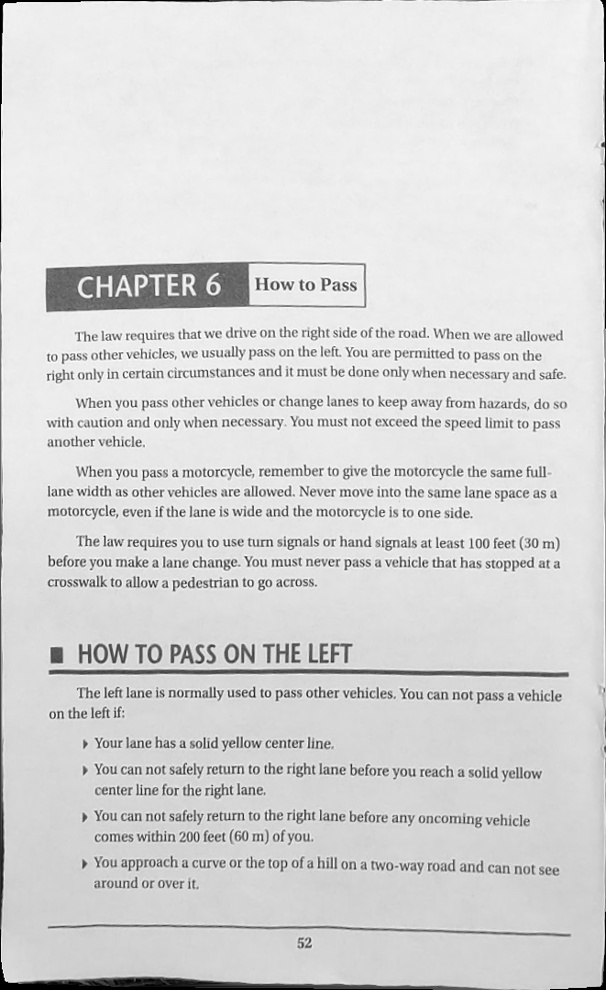 CHAPTER 6 How to Pass
The law requires that we drive on the right side of the road. When we are allowed
to pass other vehicles, we usually pass on the left. You are permitted to pass on the
right only in certain circumstances and it must be done only when necessary and safe.
When you pass other vehicles or change lanes to keep away from hazards, do so
with caution and only when necessary. You must not exceed the speed limit to pass
another vehicle.
When you pass a motorcycle, remember to give the motorcycle the same full-
lane width as other vehicles are allowed. Never move into the same lane space as a
motorcycle, even if the lane is wide and the motorcycle is to one side.
The law requires you to use turn signals or hand signals at least 100 feet (30 m)
before you make a lane change. You must never pass a vehicle that has stopped at a
crosswalk to allow a pedestrian to go across.
■ HOW TO PASS ON THE LEFT
The left lane is normally used to pass other vehicles. You can not pass a vehicle
on the left if:
Your lane has a solid yellow center line.
You can not safely return to the right lane before you reach a solid yellow
center line for the right lane.
You can not safely return to the right lane before any oncoming vehicle
comes within 200 feet (60 m) of you.
You approach a curve or the top of a hill on a two-way road and can not see
around or over it.
52